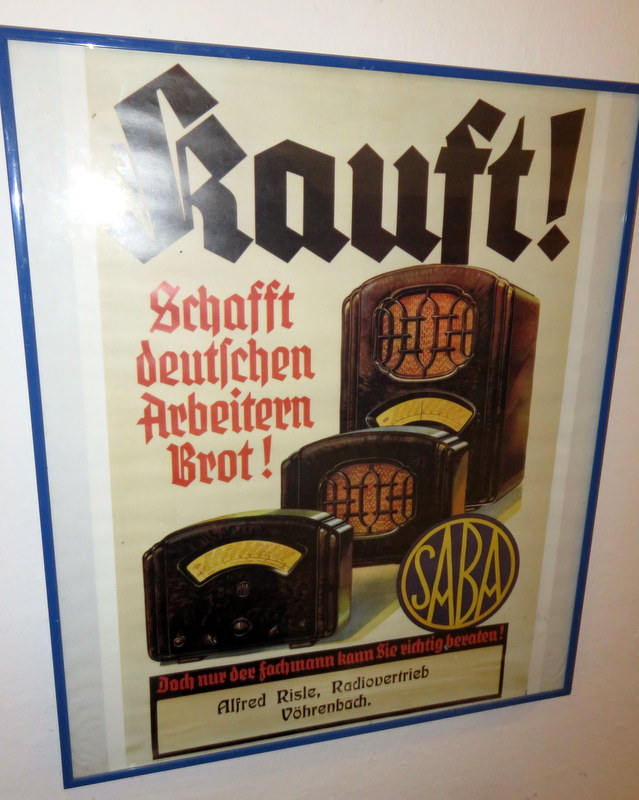 Kauft!
Schafft
deutſchen
Arbeitern
Brot!
SABA
Doch nur der Fachmann kann Sie richtig beraten!
Alfred Risle, Radiovertrieb
Vöhrenbach.